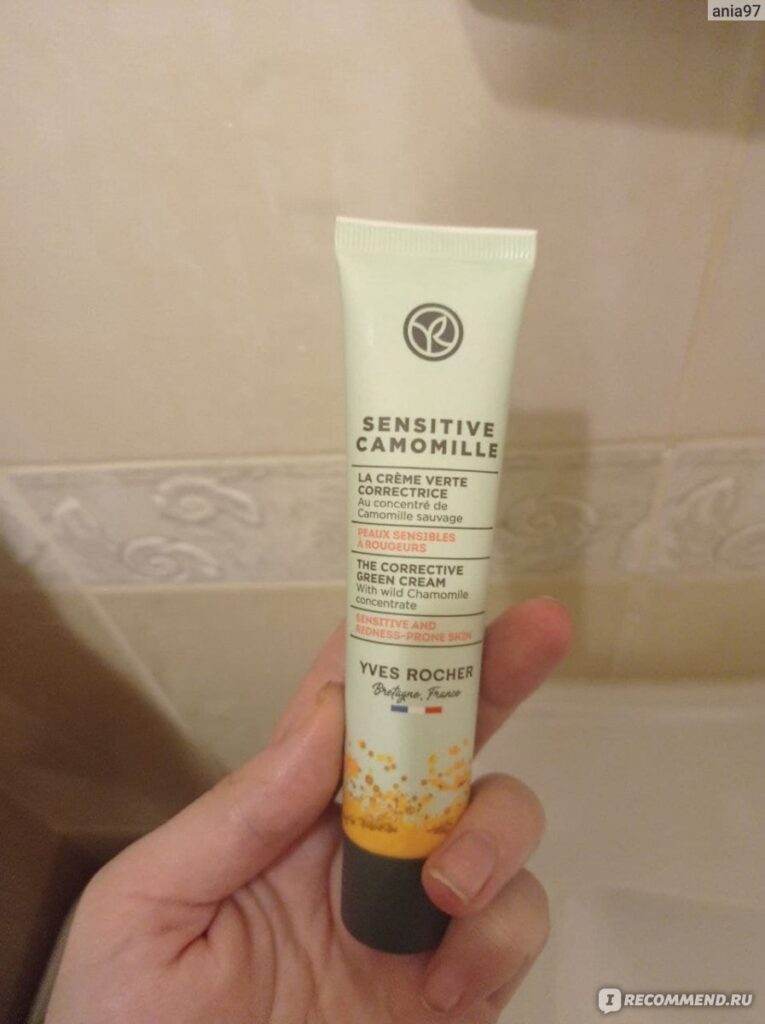 ania97
SENSITIVE
CAMOMILLE
LA CRÈME VERTE
CORRECTRICE
Au concentré de
Camomille sauvage
PEAUX SENSIBLES
À ROUGEURS
THE CORRECTIVE
GREEN CREAM
With wild Chamomile
concentrate
SENSITIVE AND
REDNESS-PRONE SKIN
YVES ROCHER
Bretagne, France
IRECOMMEND.RU